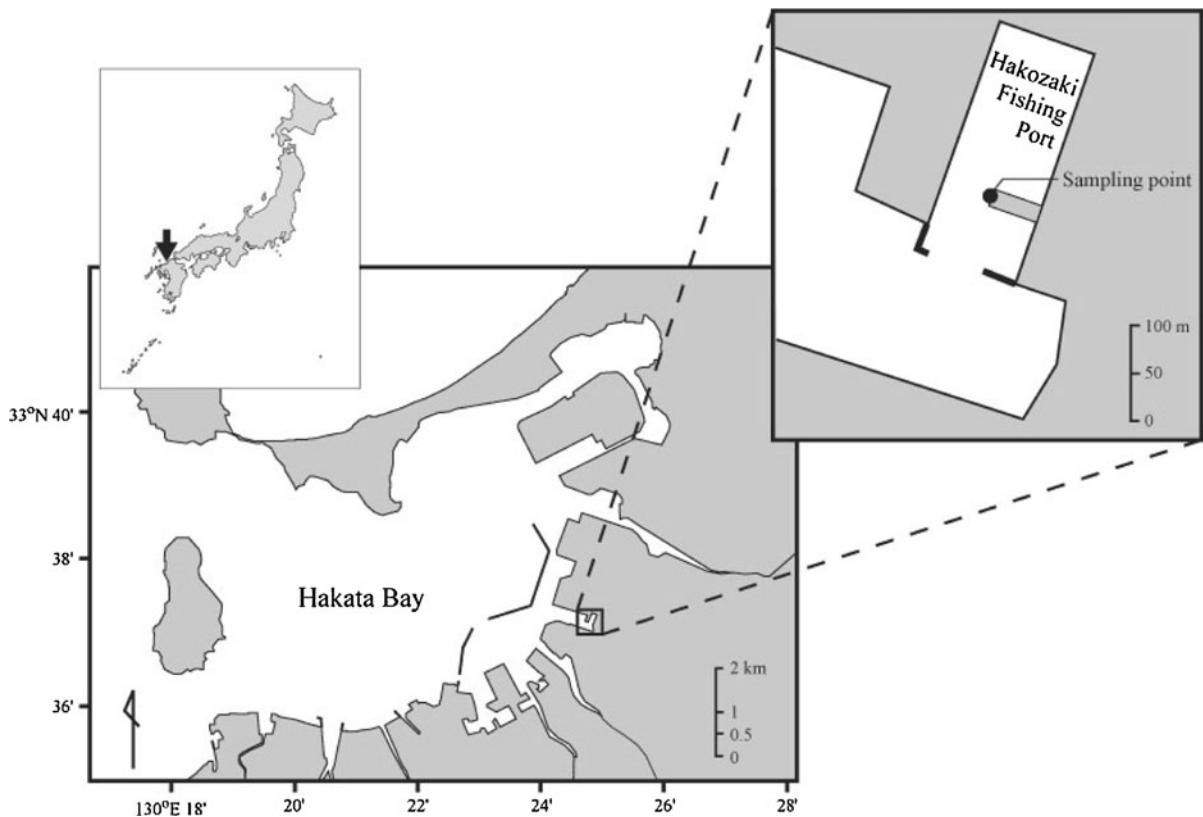 Hakozaki
Fishing
Port
Sampling point
100 m
50
0
33°N 40'
38'
36'
Hakata Bay
2 km
1
0.5
0
130°E 18'
20'
22'
24'
26'
28'